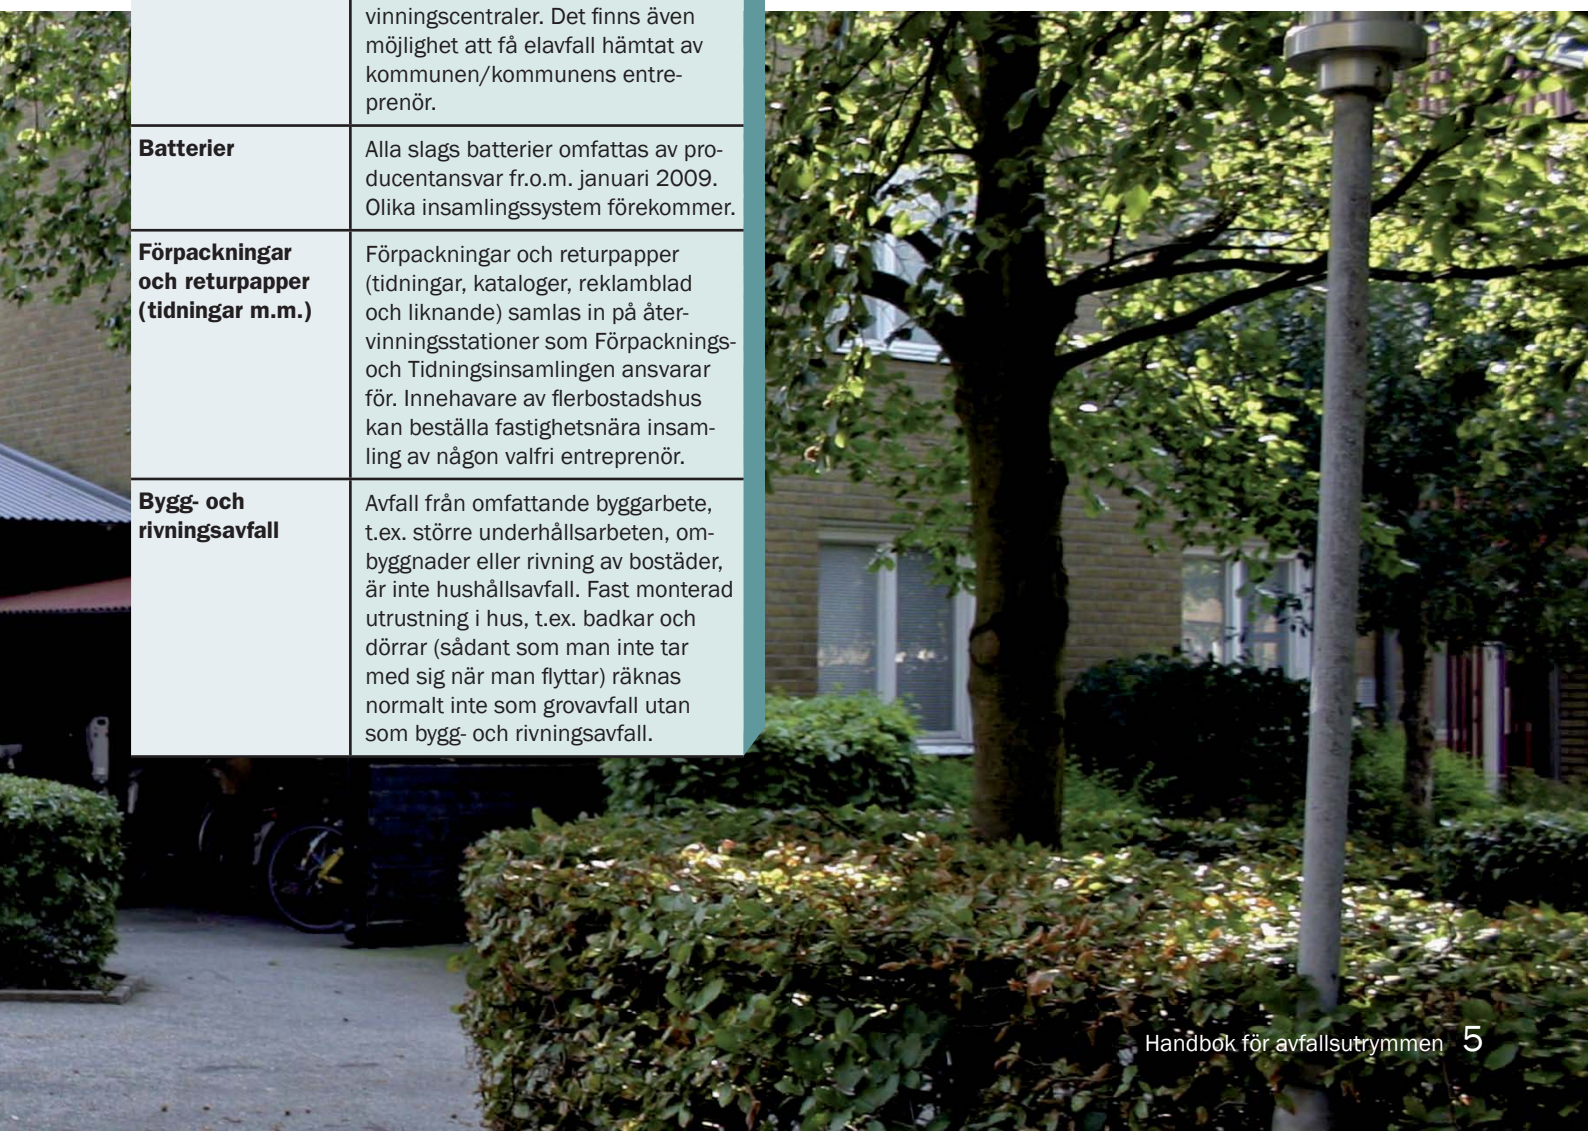 vinningscentraler. Det finns även
möjlighet att få elavfall hämtat av
kommunen/kommunens entre-
prenör.
Batterier
Alla slags batterier omfattas av pro-
ducentansvar fr.o.m. januari 2009.
Olika insamlingssystem förekommer.
Förpackningar
och returpapper
(tidningar m.m.)
Förpackningar och returpapper
(tidningar, kataloger, reklamblad
och liknande) samlas in på åter-
vinningsstationer som Förpacknings-
och Tidningsinsamlingen ansvarar
för. Innehavare av flerbostadshus
kan beställa fastighetsnära insam-
ling av någon valfri entreprenör.
Bygg- och
rivningsavfall
Avfall från omfattande byggarbete,
t.ex. större underhållsarbeten, om-
byggnader eller rivning av bostäder,
är inte hushållsavfall. Fast monterad
utrustning i hus, t.ex. badkar och
dörrar (sådant som man inte tar
med sig när man flyttar) räknas
normalt inte som grovavfall utan
som bygg- och rivningsavfall.
Handbok för avfallsutrymmen 5